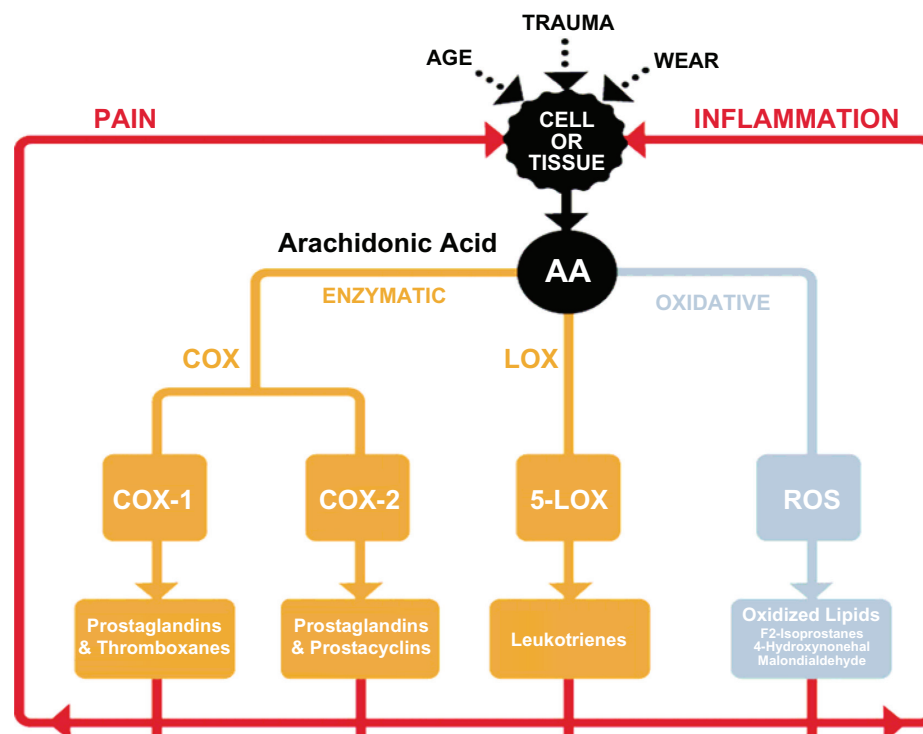 TRAUMA
AGE
WEAR
PAIN
CELL
OR
TISSUE
INFLAMMATION
Arachidonic Acid
AA
ENZYMATIC
OXIDATIVE
COX
LOX
COX-1
COX-2
5-LOX
ROS
Prostaglandins
& Thromboxanes
Prostaglandins
& Prostacyclins
Leukotrienes
Oxidized Lipids
F2-Isoprostanes
4-Hydroxynonehal
Malondialdehyde